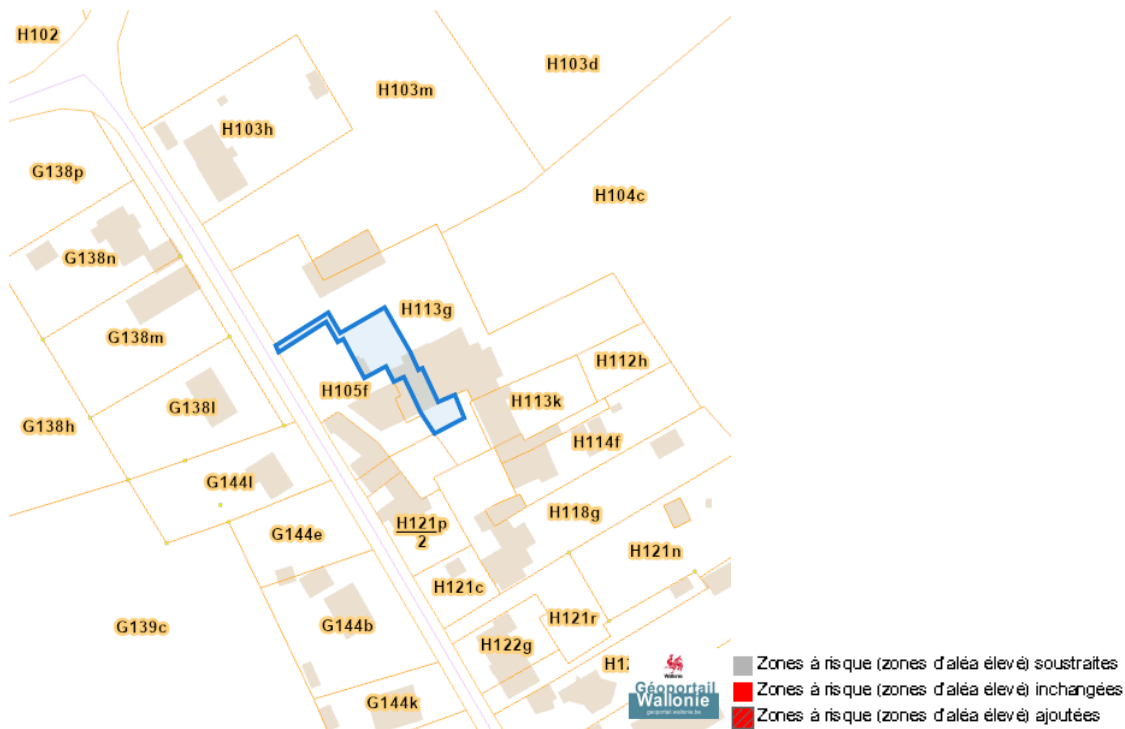 H102
H103d
H103m
H103h
G138p
H104c
G138n
H113g
G138m
H112h
H105f
H113k
G138l
G138h
H114f
G144l
H118g
H121p
2
G144e
H121n
H121c
H121r
G139c
G144b
H122g
G144k
Wallonie
Géoportail
Wallonie
geoportail.wallonie.be
Zones à risque (zones d'aléa élevé) soustraites
Zones à risque (zones d'aléa élevé) inchangées
Zones à risque (zones d'aléa élevé) ajoutées